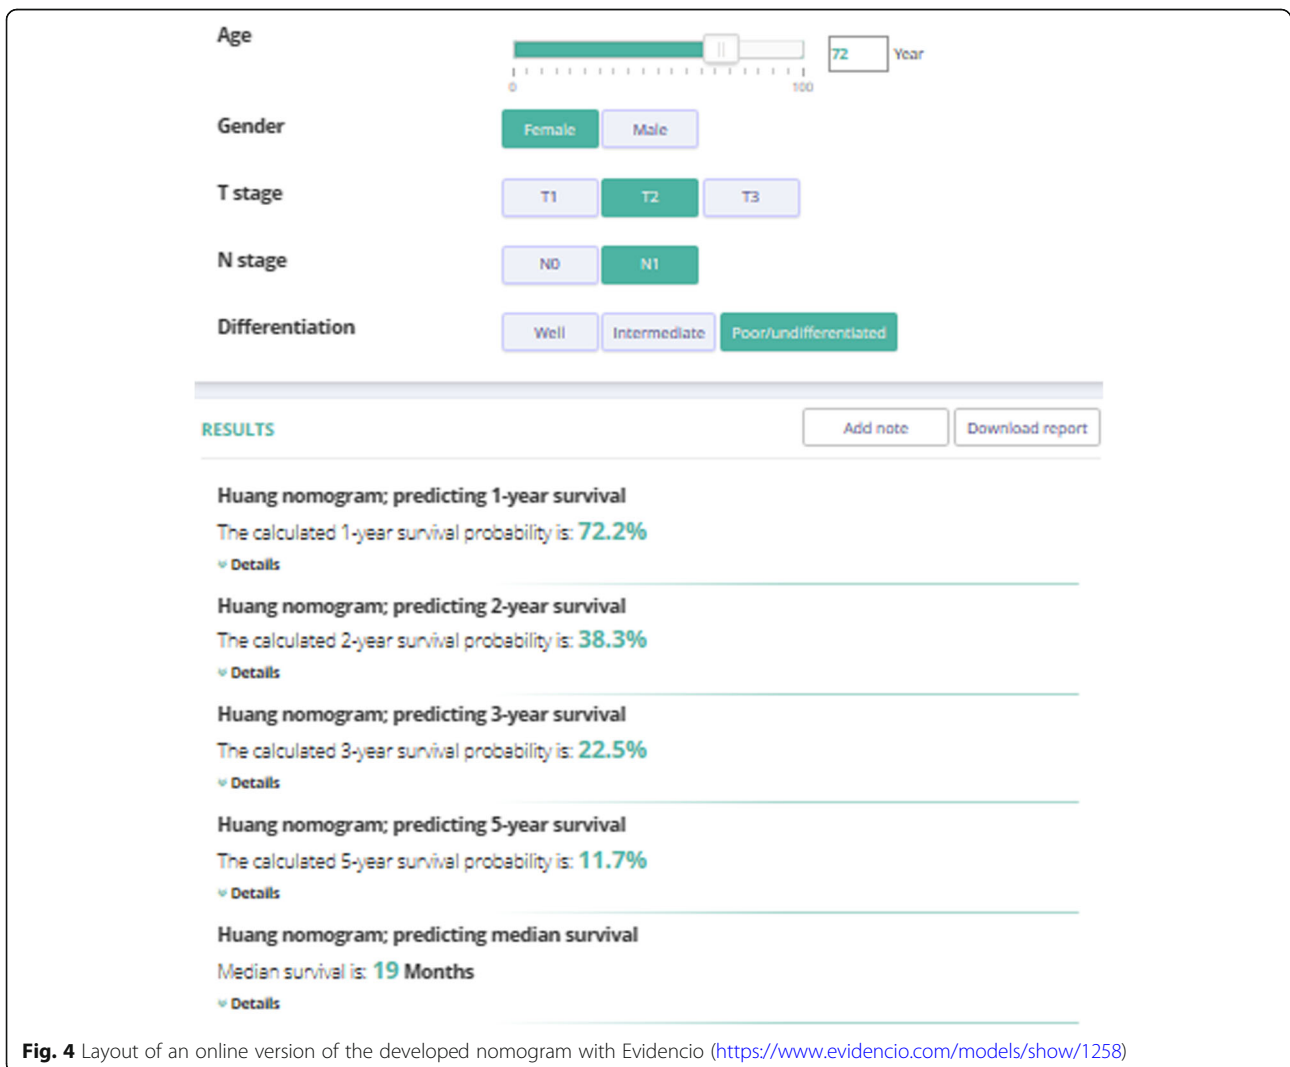 Age
72 Year
0 100
Gender Female Male
T stage T1 T2 T3
N stage N0 N1
Differentiation Well Intermediate Poor/undifferentiated
RESULTS Add note Download report
Huang nomogram; predicting 1-year survival
The calculated 1-year survival probability is: 72.2%
Details
Huang nomogram; predicting 2-year survival
The calculated 2-year survival probability is: 38.3%
Details
Huang nomogram; predicting 3-year survival
The calculated 3-year survival probability is: 22.5%
Details
Huang nomogram; predicting 5-year survival
The calculated 5-year survival probability is: 11.7%
Details
Huang nomogram; predicting median survival
Median survival is: 19 Months
Details
Fig. 4 Layout of an online version of the developed nomogram with Evidencio (https://www.evidencio.com/models/show/1258)